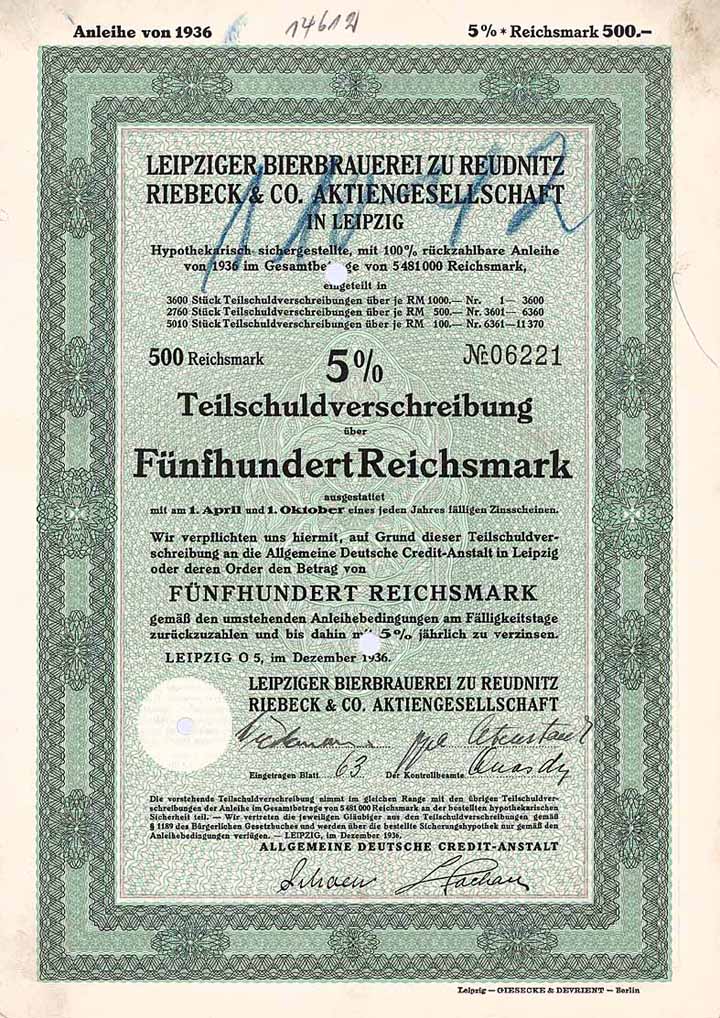 Anleihe von 1936
14612
5% * Reichsmark 500.–
LEIPZIGER BIERBRAUEREI ZU REUDNITZ
RIEBECK & CO. AKTIENGESELLSCHAFT
IN LEIPZIG
Hypothekarisch sichergestellte, mit 100% rückzahlbare Anleihe
von 1936 im Gesamtbetrage von 5481000 Reichsmark,
eingeteilt in
3600 Stück Teilschuldverschreibungen über je RM 1000.— Nr. 1— 3600
2760 Stück Teilschuldverschreibungen über je RM 500.— Nr. 3601— 6360
5010 Stück Teilschuldverschreibungen über je RM 100.— Nr. 6361—11370
500 Reichsmark
5%
№ 06221
Teilschuldverschreibung
über
Fünfhundert Reichsmark
ausgestattet
mit am 1. April und 1. Oktober eines jeden Jahres fälligen Zinsscheinen.
Wir verpflichten uns hiermit, auf Grund dieser Teilschuldver-
schreibung an die Allgemeine Deutsche Credit-Anstalt in Leipzig
oder deren Order den Betrag von
FÜNFHUNDERT REICHSMARK
gemäß den umstehenden Anleihebedingungen am Fälligkeitstage
zurückzuzahlen und bis dahin mit 5% jährlich zu verzinsen.
LEIPZIG O 5, im Dezember 1936.
LEIPZIGER BIERBRAUEREI ZU REUDNITZ
RIEBECK & CO. AKTIENGESELLSCHAFT
Eingetragen Blatt 63 Der Kontrollbeamte
Die vorstehende Teilschuldverschreibung nimmt im gleichen Range mit den übrigen Teilschuldver-
schreibungen der Anleihe im Gesamtbetrage von 5481000 Reichsmark an der bestellten hypothekarischen
Sicherheit teil. — Wir vertreten die jeweiligen Gläubiger aus den Teilschuldverschreibungen gemäß
§ 1189 des Bürgerlichen Gesetzbuches und werden über die bestellte Sicherungshypothek nur gemäß den
Anleihebedingungen verfügen. — LEIPZIG, im Dezember 1936.
ALLGEMEINE DEUTSCHE CREDIT-ANSTALT
Leipzig — GIESECKE & DEVRIENT — Berlin